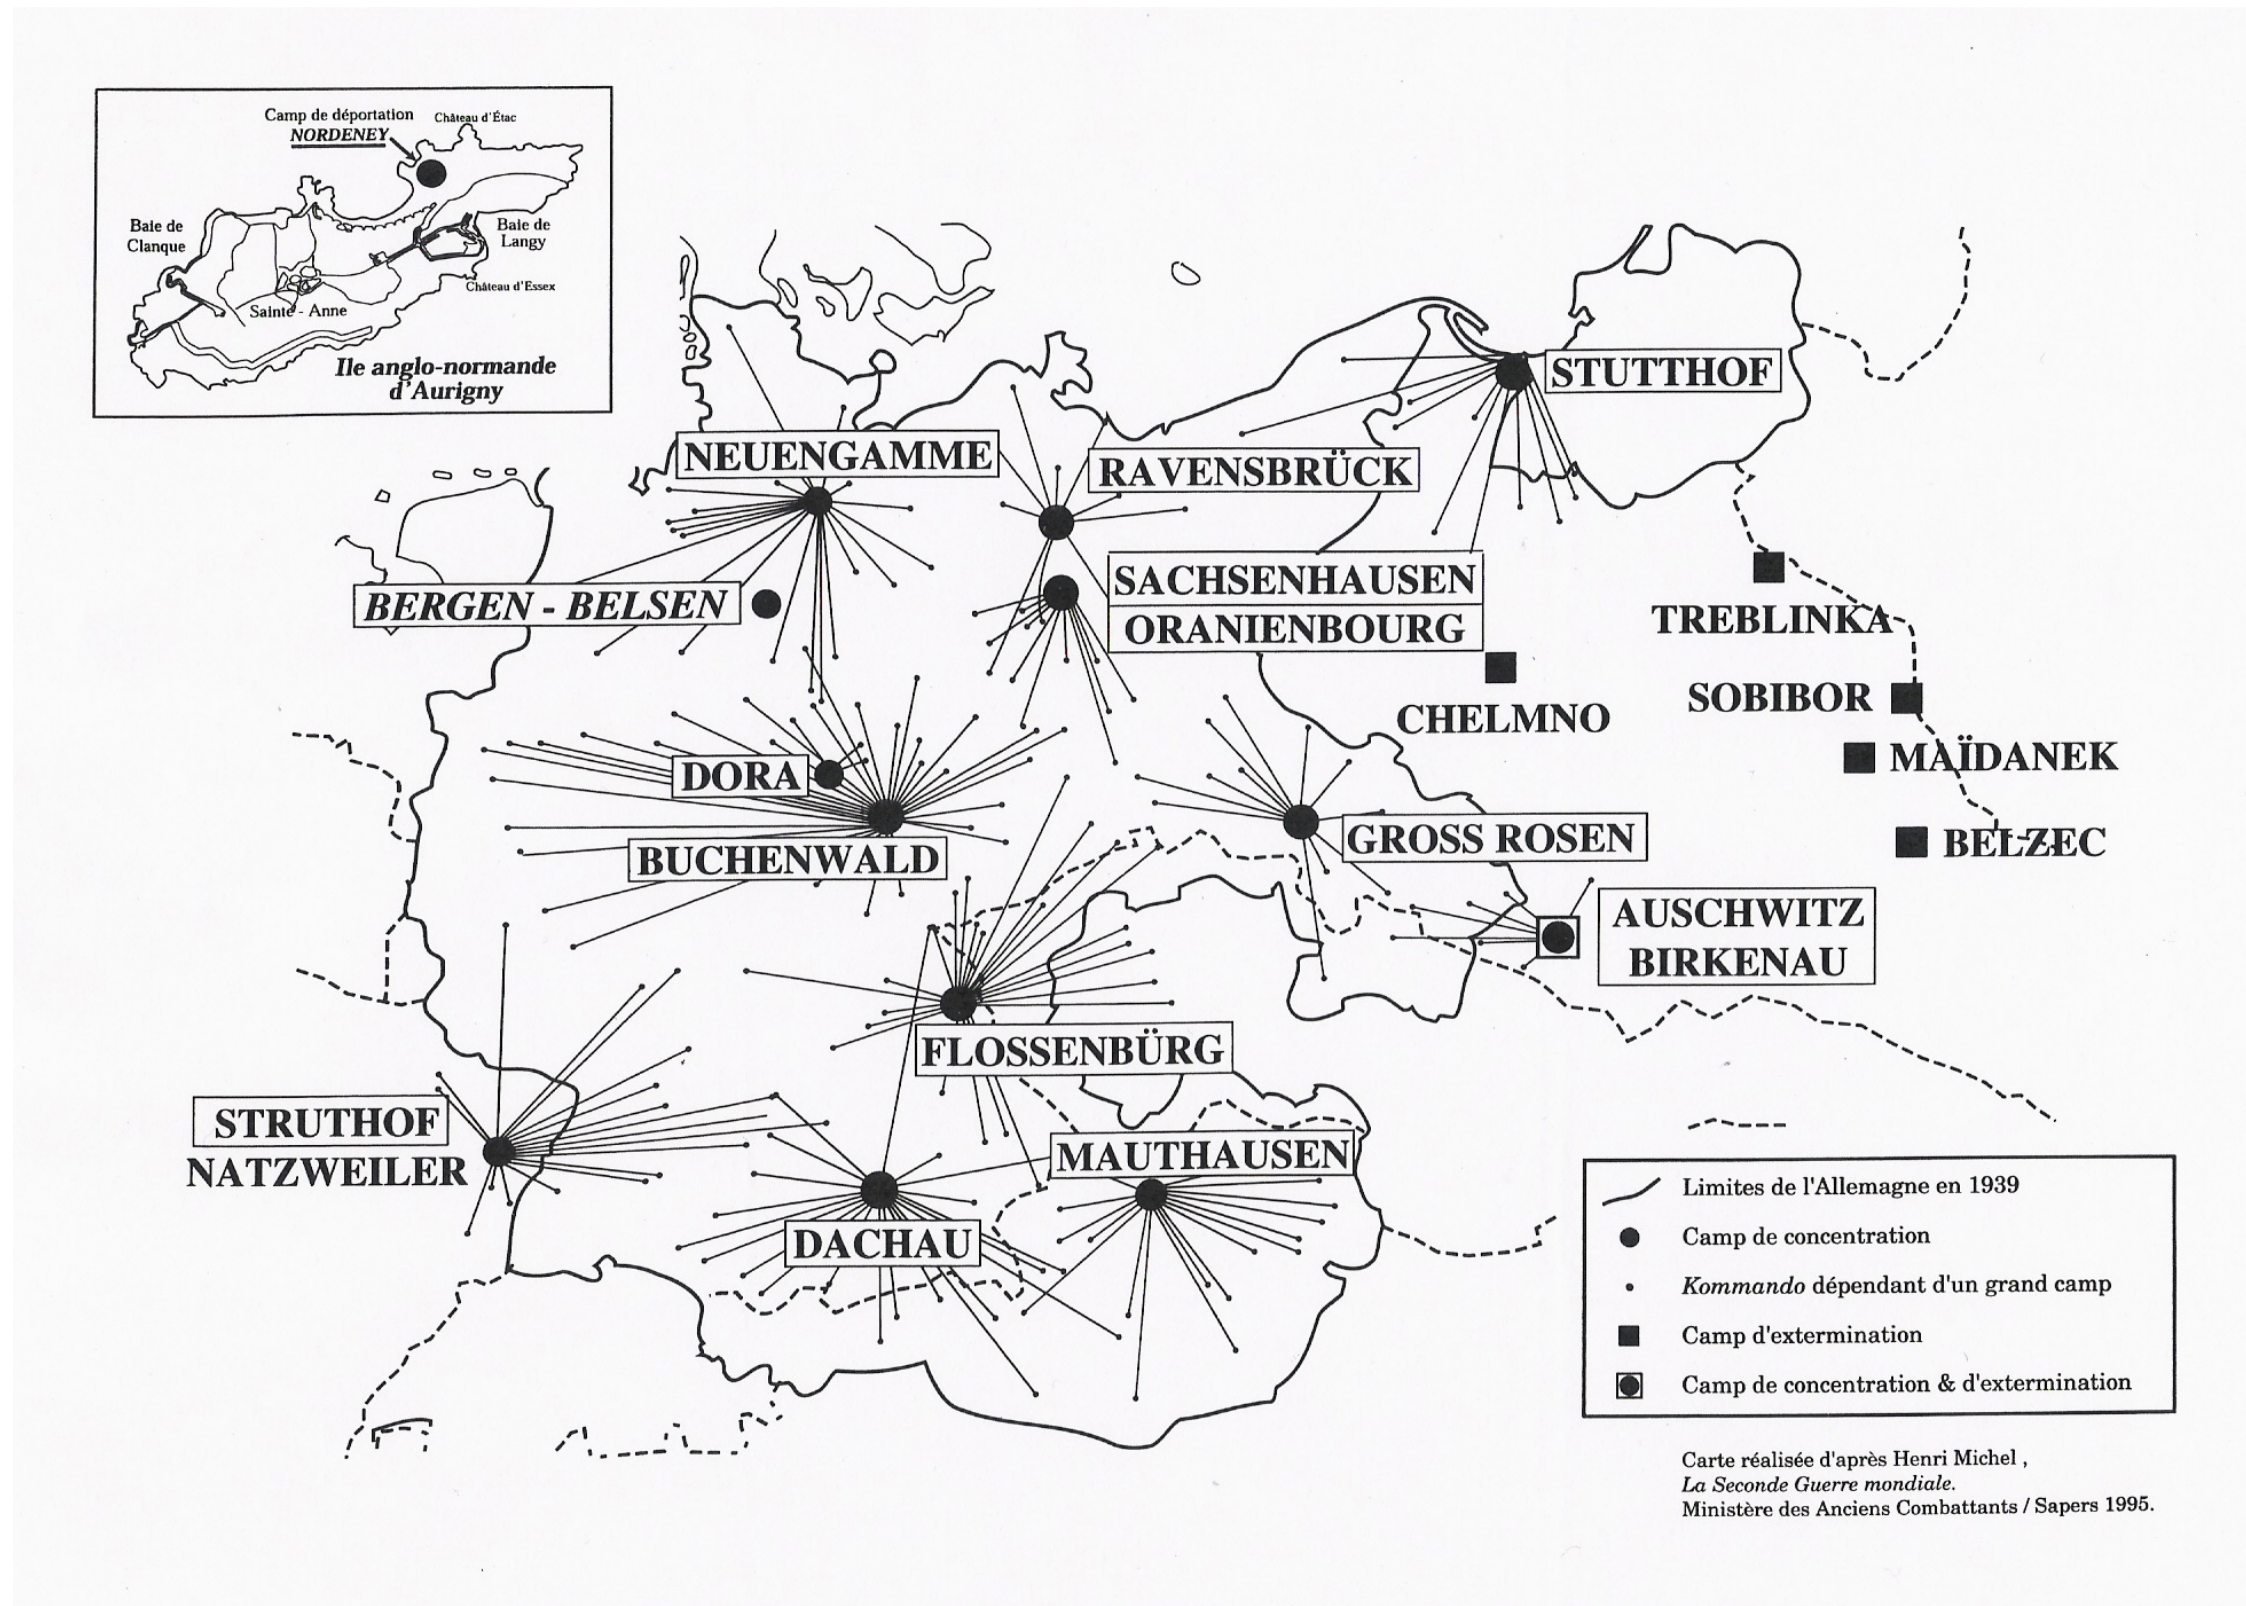 Camp de déportation
NORDENEY
Château d'Étac
Baie de
Clanque
Baie de
Langy
Château d'Essex
Sainte - Anne
Ile anglo-normande
d'Aurigny
STUTTHOF
NEUENGAMME
RAVENSBRÜCK
BERGEN - BELSEN
SACHSENHAUSEN
ORANIENBOURG
TREBLINKA
CHELMNO
SOBIBOR
MAÏDANEK
DORA
BUCHENWALD
GROSS ROSEN
BELZEC
AUSCHWITZ
BIRKENAU
FLOSSENBÜRG
STRUTHOF
NATZWEILER
MAUTHAUSEN
DACHAU
Limites de l'Allemagne en 1939
Camp de concentration
Kommando dépendant d'un grand camp
Camp d'extermination
Camp de concentration & d'extermination
Carte réalisée d'après Henri Michel ,
La Seconde Guerre mondiale.
Ministère des Anciens Combattants / Sapers 1995.